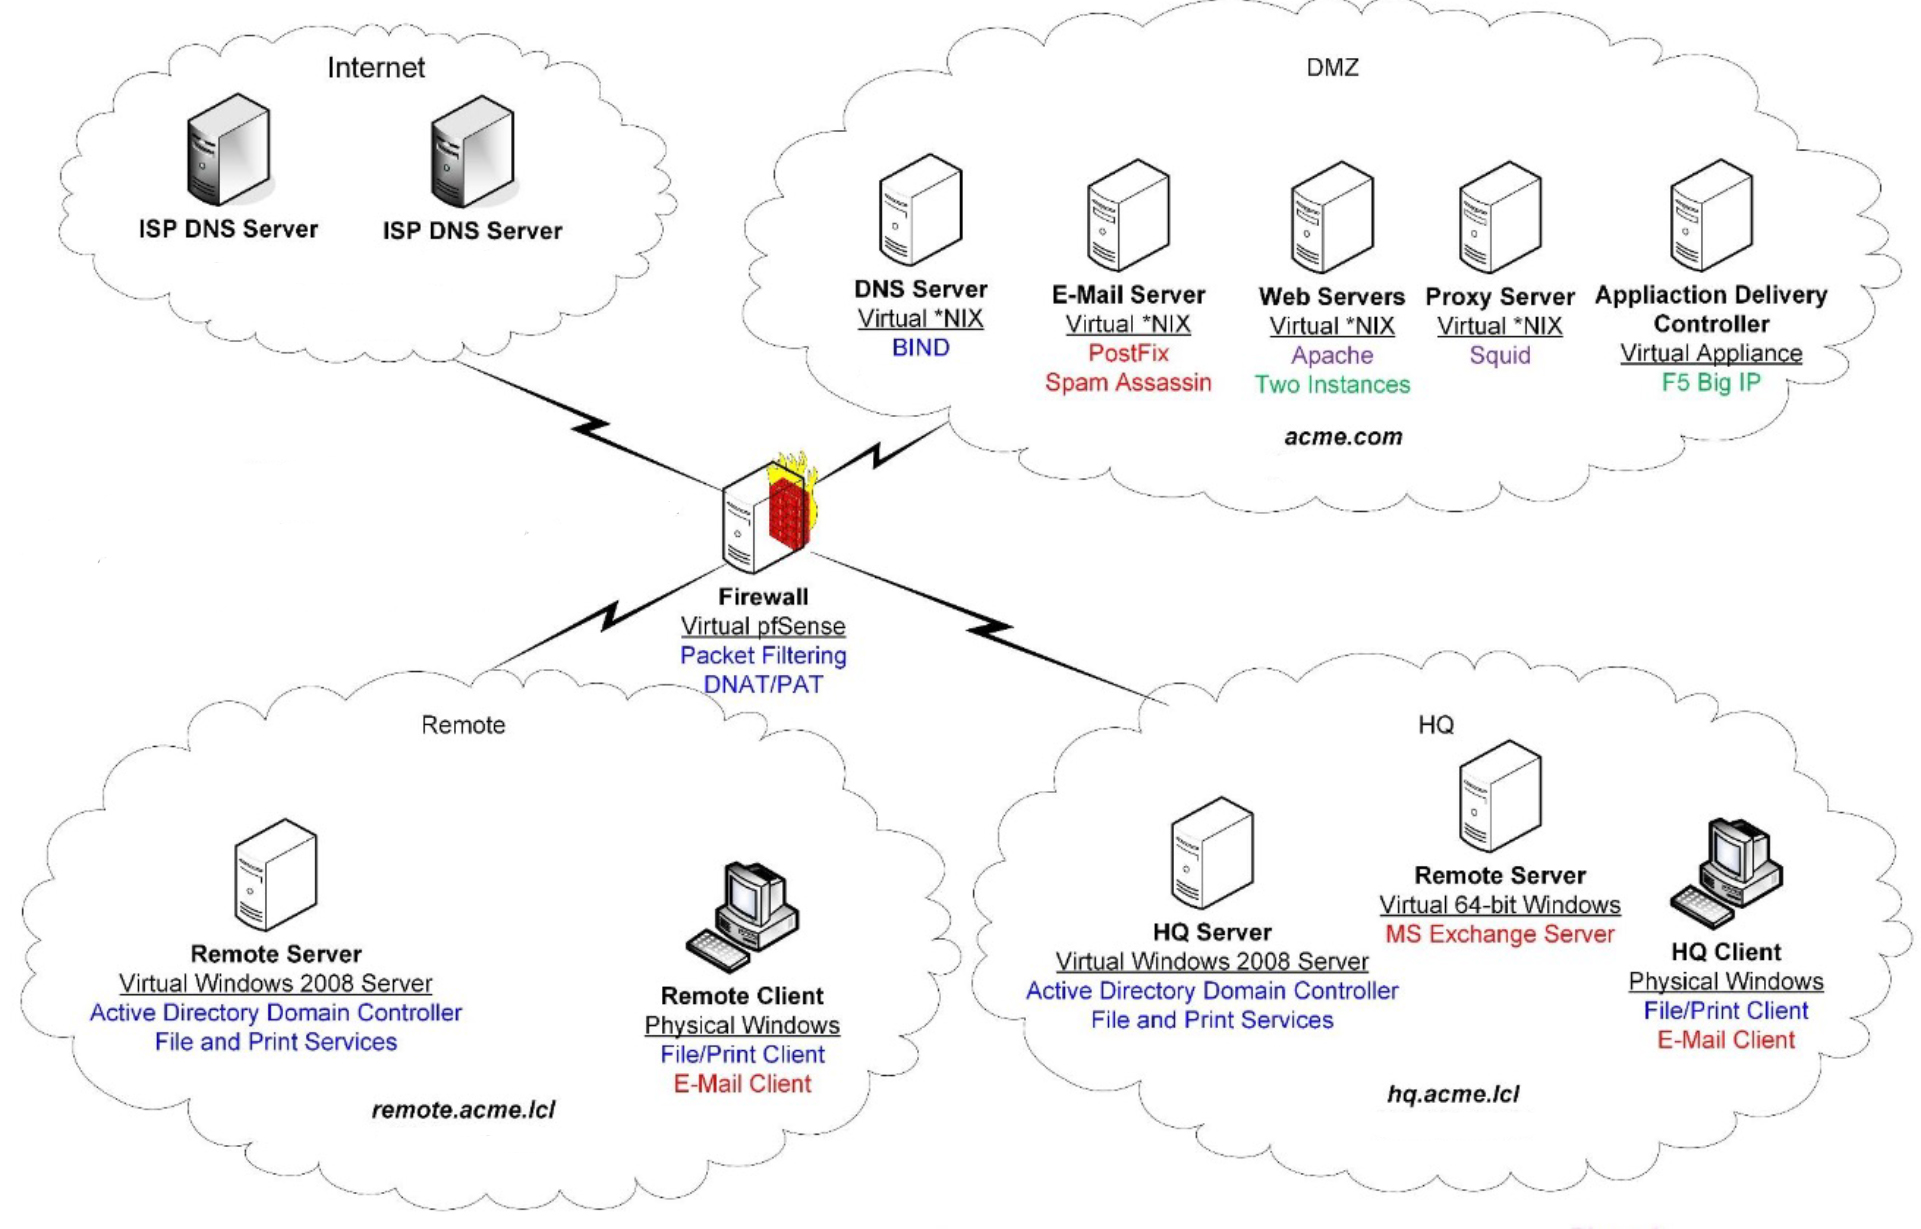 Internet
ISP DNS Server
ISP DNS Server
DMZ
DNS Server
Virtual *NIX
BIND
E-Mail Server
Virtual *NIX
PostFix
Spam Assassin
Web Servers
Virtual *NIX
Apache
Two Instances
Proxy Server
Virtual *NIX
Squid
Appliaction Delivery
Controller
Virtual Appliance
F5 Big IP
acme.com
Firewall
Virtual pfSense
Packet Filtering
DNAT/PAT
Remote
Remote Server
Virtual Windows 2008 Server
Active Directory Domain Controller
File and Print Services
Remote Client
Physical Windows
File/Print Client
E-Mail Client
remote.acme.lcl
HQ
HQ Server
Virtual Windows 2008 Server
Active Directory Domain Controller
File and Print Services
Remote Server
Virtual 64-bit Windows
MS Exchange Server
HQ Client
Physical Windows
File/Print Client
E-Mail Client
hq.acme.lcl